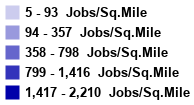 5 - 93 Jobs/Sq.Mile
94 - 357 Jobs/Sq.Mile
358 - 798 Jobs/Sq.Mile
799 - 1,416 Jobs/Sq.Mile
1,417 - 2,210 Jobs/Sq.Mile